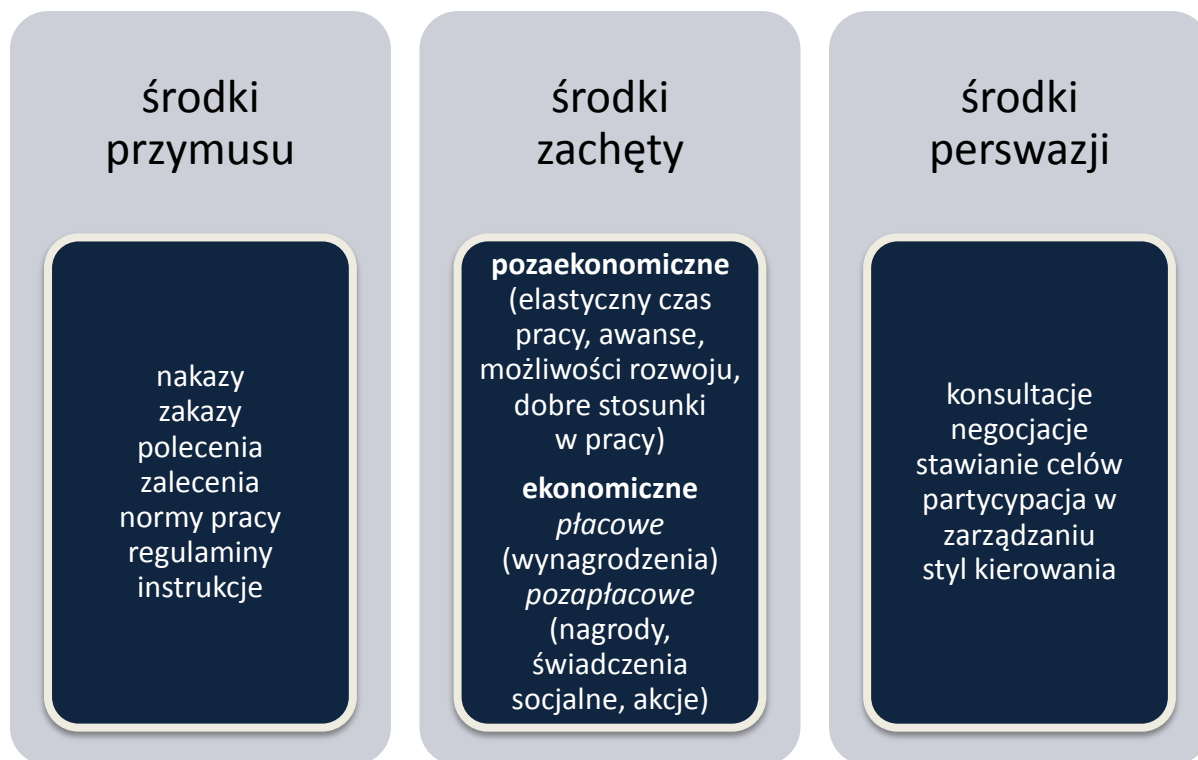 środki
przymusu
nakazy
zakazy
polecenia
zalecenia
normy pracy
regulaminy
instrukcje
środki
zachęty
pozaekonomiczne
(elastyczny czas
pracy, awanse,
możliwości rozwoju,
dobre stosunki
w pracy)
ekonomiczne
płacowe
(wynagrodzenia)
pozapłacowe
(nagrody,
świadczenia
socjalne, akcje)
środki
perswazji
konsultacje
negocjacje
stawianie celów
partycypacja w
zarządzaniu
styl kierowania